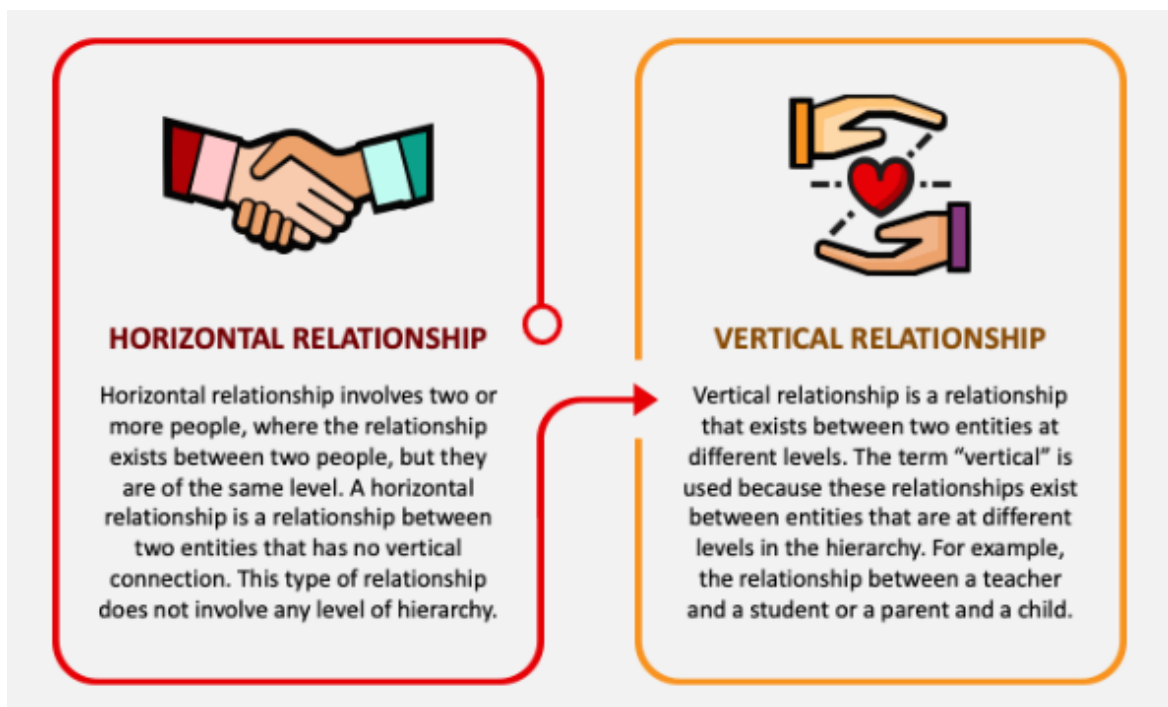 HORIZONTAL RELATIONSHIP
Horizontal relationship involves two or
more people, where the relationship
exists between two people, but they
are of the same level. A horizontal
relationship is a relationship between
two entities that has no vertical
connection. This type of relationship
does not involve any level of hierarchy.
VERTICAL RELATIONSHIP
Vertical relationship is a relationship
that exists between two entities at
different levels. The term “vertical” is
used because these relationships exist
between entities that are at different
levels in the hierarchy. For example,
the relationship between a teacher
and a student or a parent and a child.